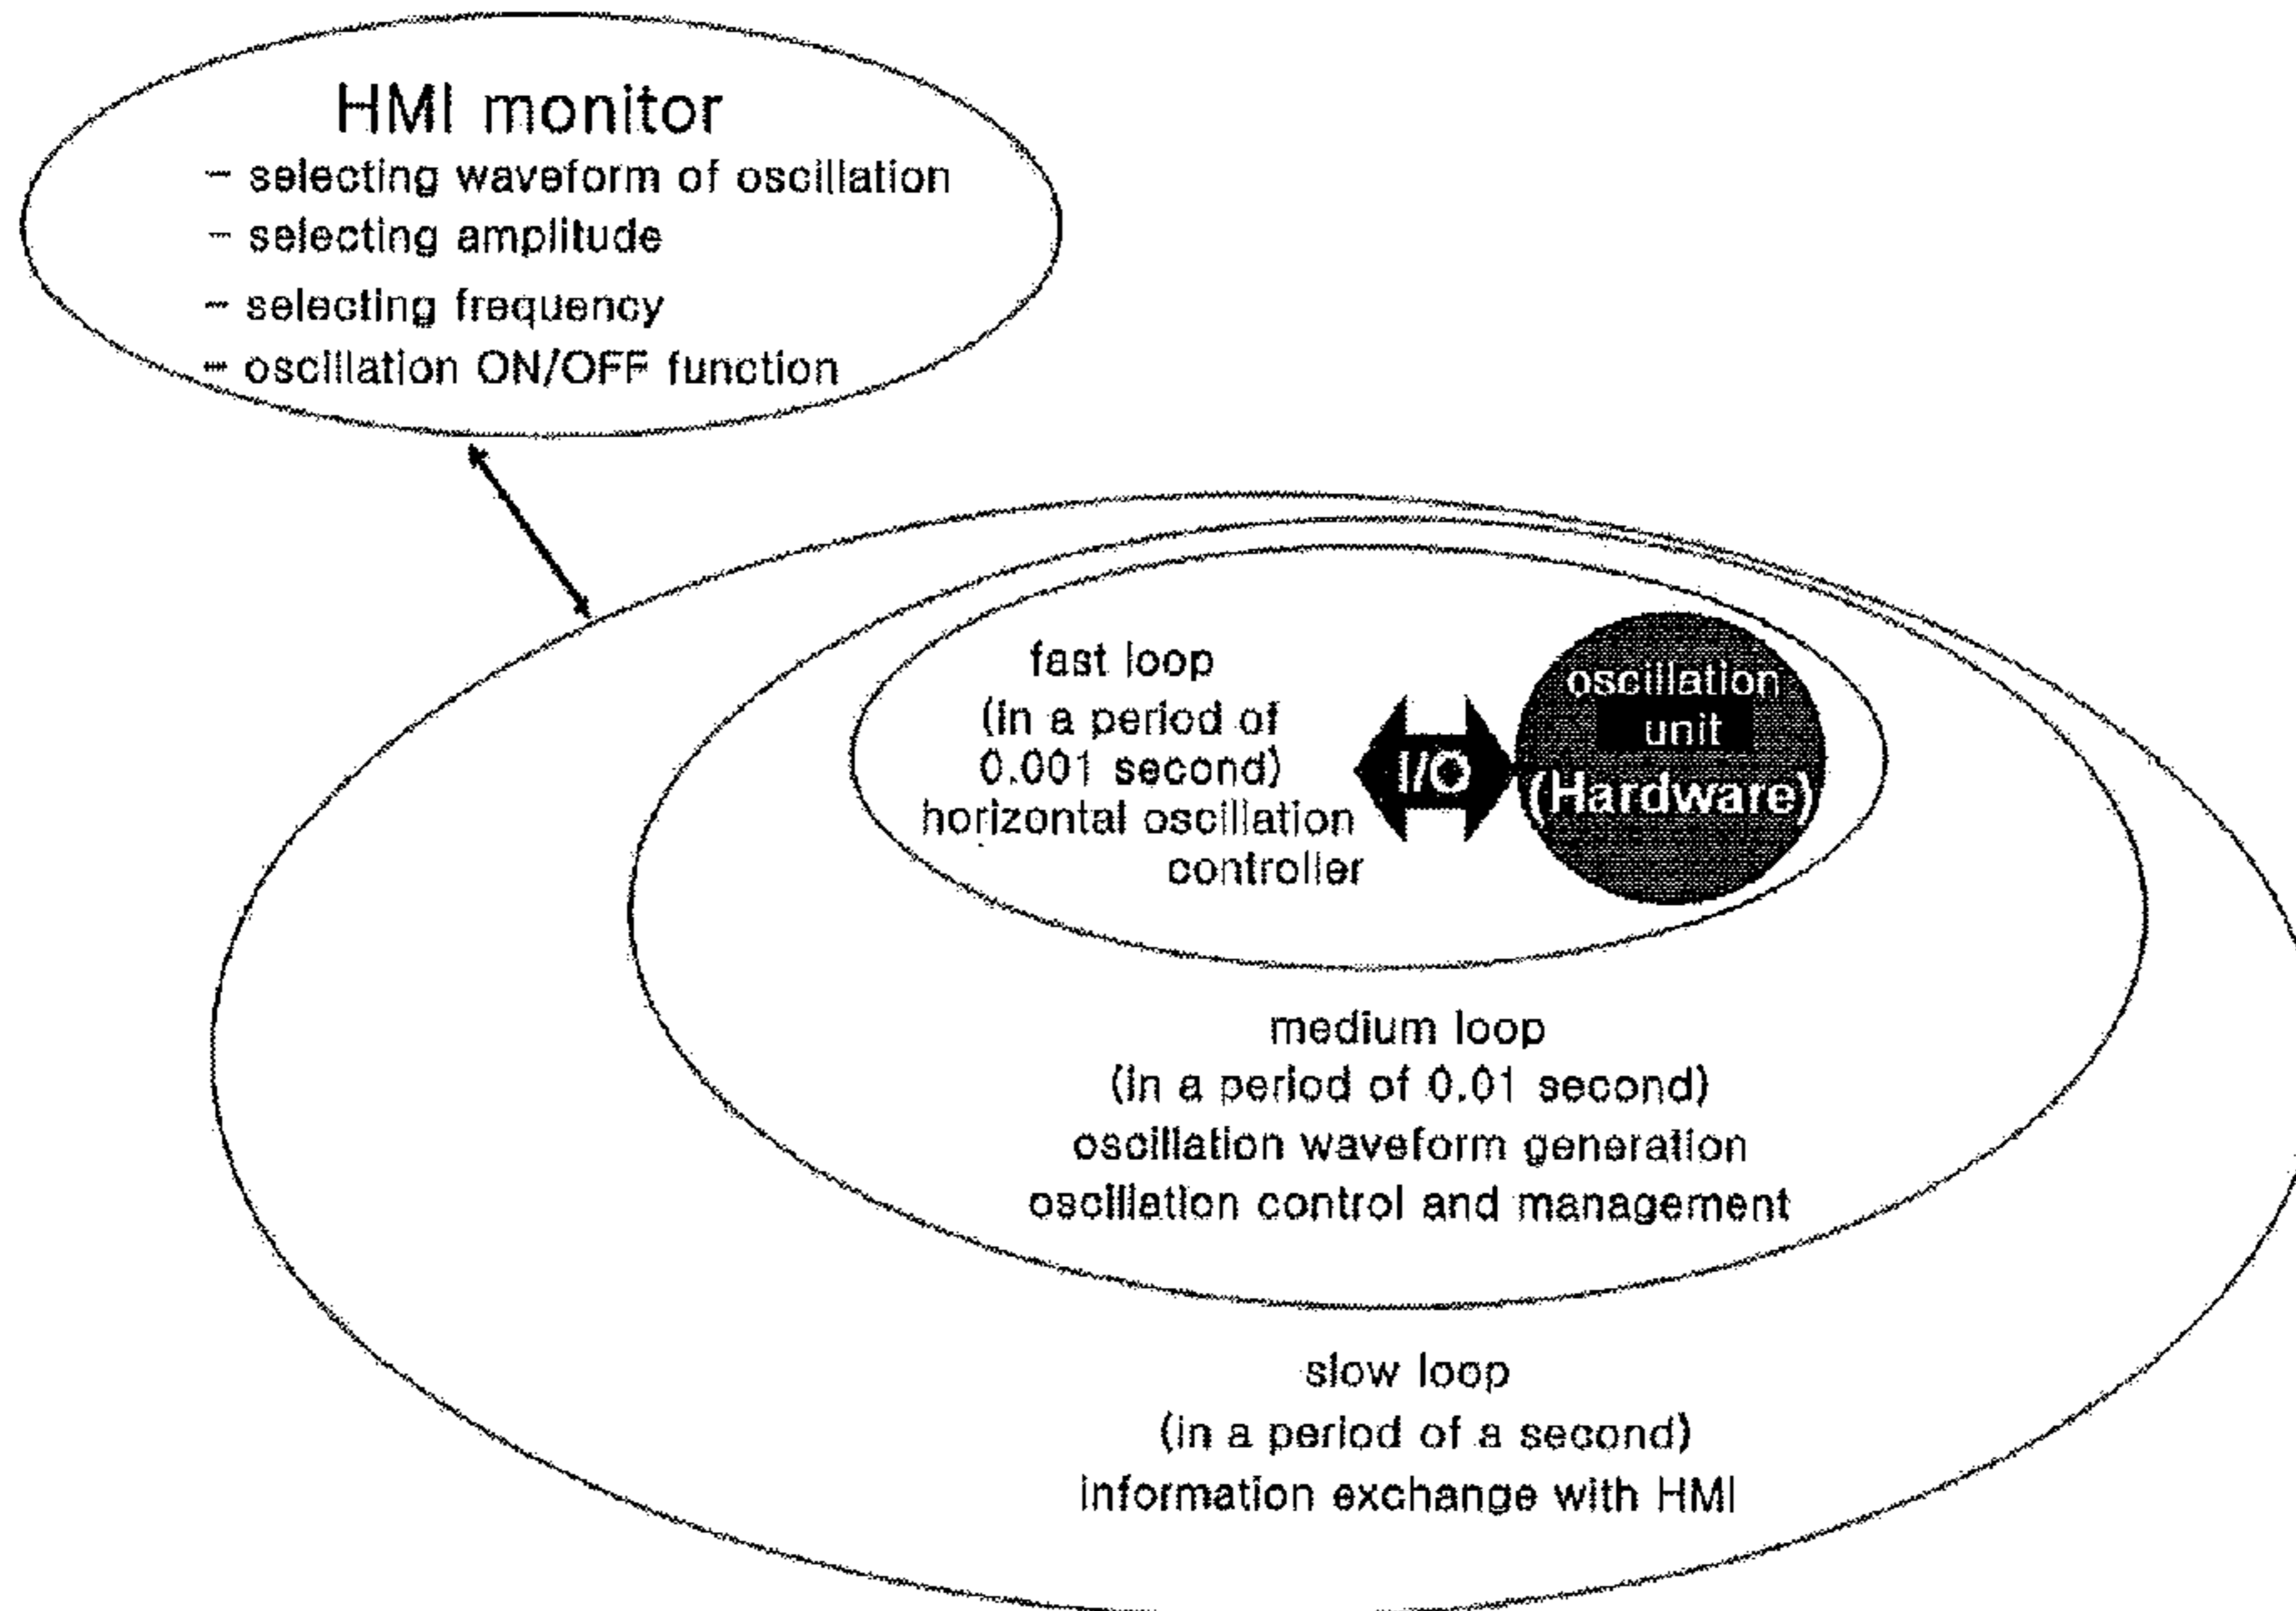 HMI monitor
- selecting waveform of oscillation
- selecting amplitude
- selecting frequency
- oscillation ON/OFF function
fast loop
(in a period of
0.001 second)
horizontal oscillation
controller
I/O
oscillation
unit
(Hardware)
medium loop
(in a period of 0.01 second)
oscillation waveform generation
oscillation control and management
slow loop
(in a period of a second)
information exchange with HMI